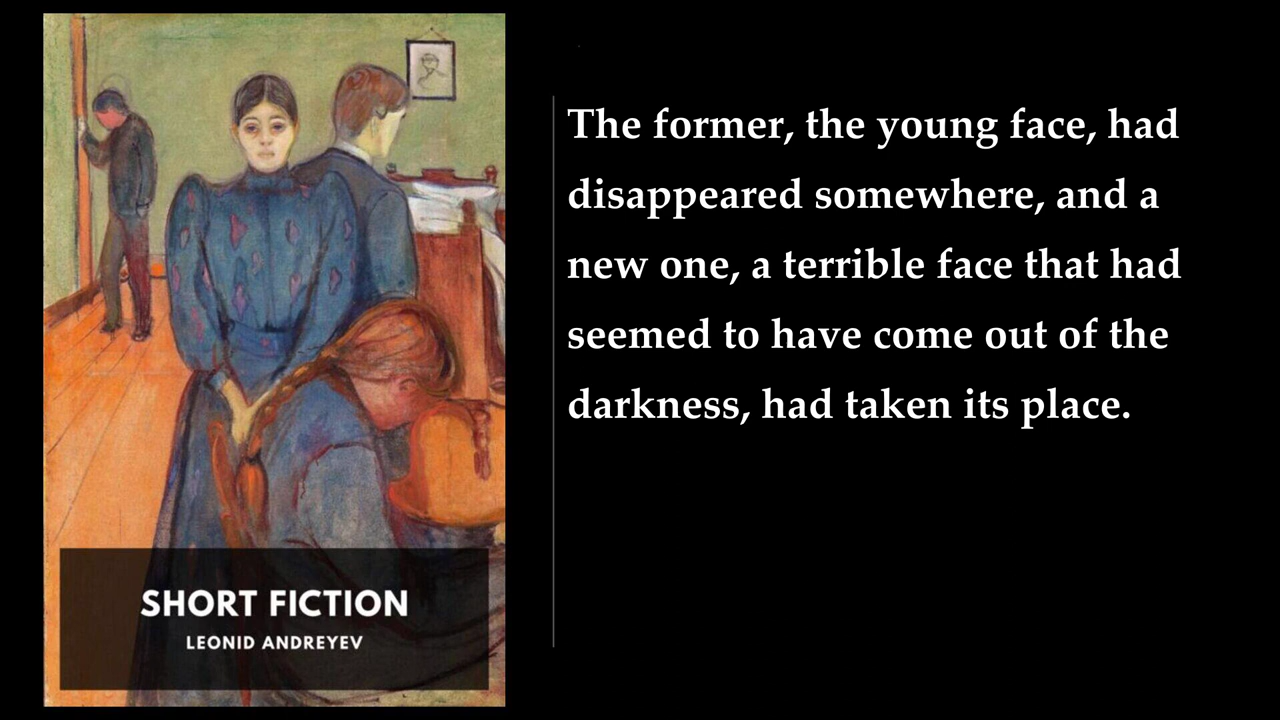 SHORT FICTION
LEONID ANDREYEV
The former, the young face, had
disappeared somewhere, and a
new one, a terrible face that had
seemed to have come out of the
darkness, had taken its place.